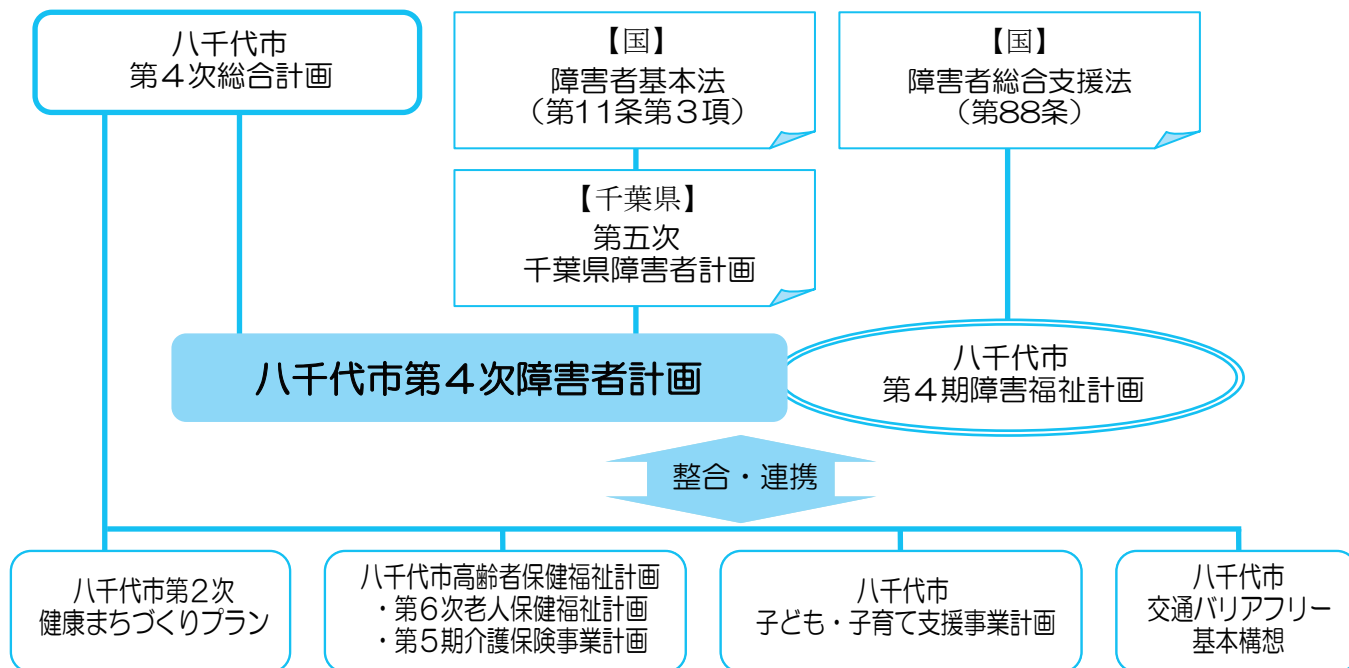 八千代市
第４次総合計画
【国】
障害者基本法
（第11条第３項）
【国】
障害者総合支援法
（第88条）
【千葉県】
第五次
千葉県障害者計画
八千代市第４次障害者計画
八千代市
第４期障害福祉計画
整合・連携
八千代市第２次
健康まちづくりプラン
八千代市高齢者保健福祉計画
・第６次老人保健福祉計画
・第５期介護保険事業計画
八千代市
子ども・子育て支援事業計画
八千代市
交通バリアフリー
基本構想